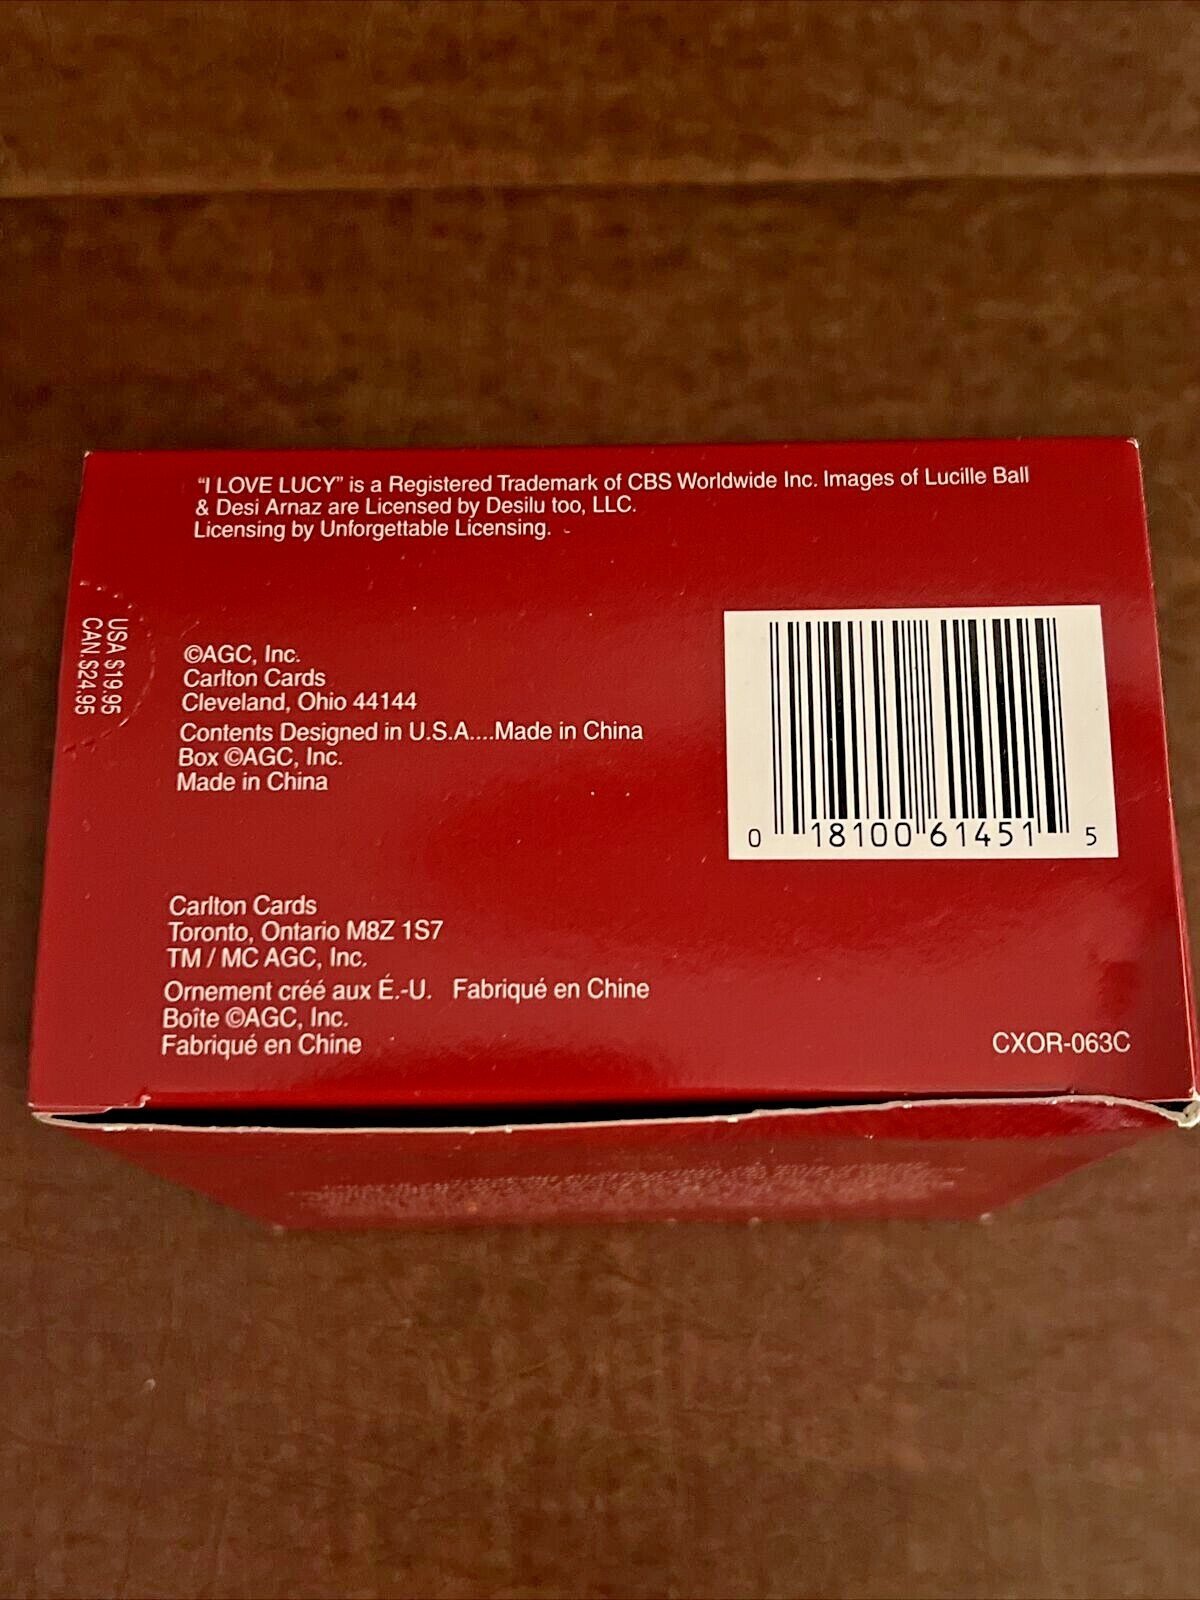 "I LOVE LUCY" is a Registered Trademark of CBS Worldwide Inc. Images of Lucille Ball
& Desi Arnaz are Licensed by Desilu too, LLC.
Licensing by Unforgettable Licensing.
USA $19.95
CAN.$24.95
©AGC, Inc.
Carlton Cards
Cleveland, Ohio 44144
Contents Designed in U.S.A....Made in China
Box ©AGC, Inc.
Made in China
0 18100 61451 5
Carlton Cards
Toronto, Ontario M8Z 1S7
TM / MC AGC, Inc.
Ornement créé aux É.-U. Fabriqué en Chine
Boîte ©AGC, Inc.
Fabriqué en Chine
CXOR-063C